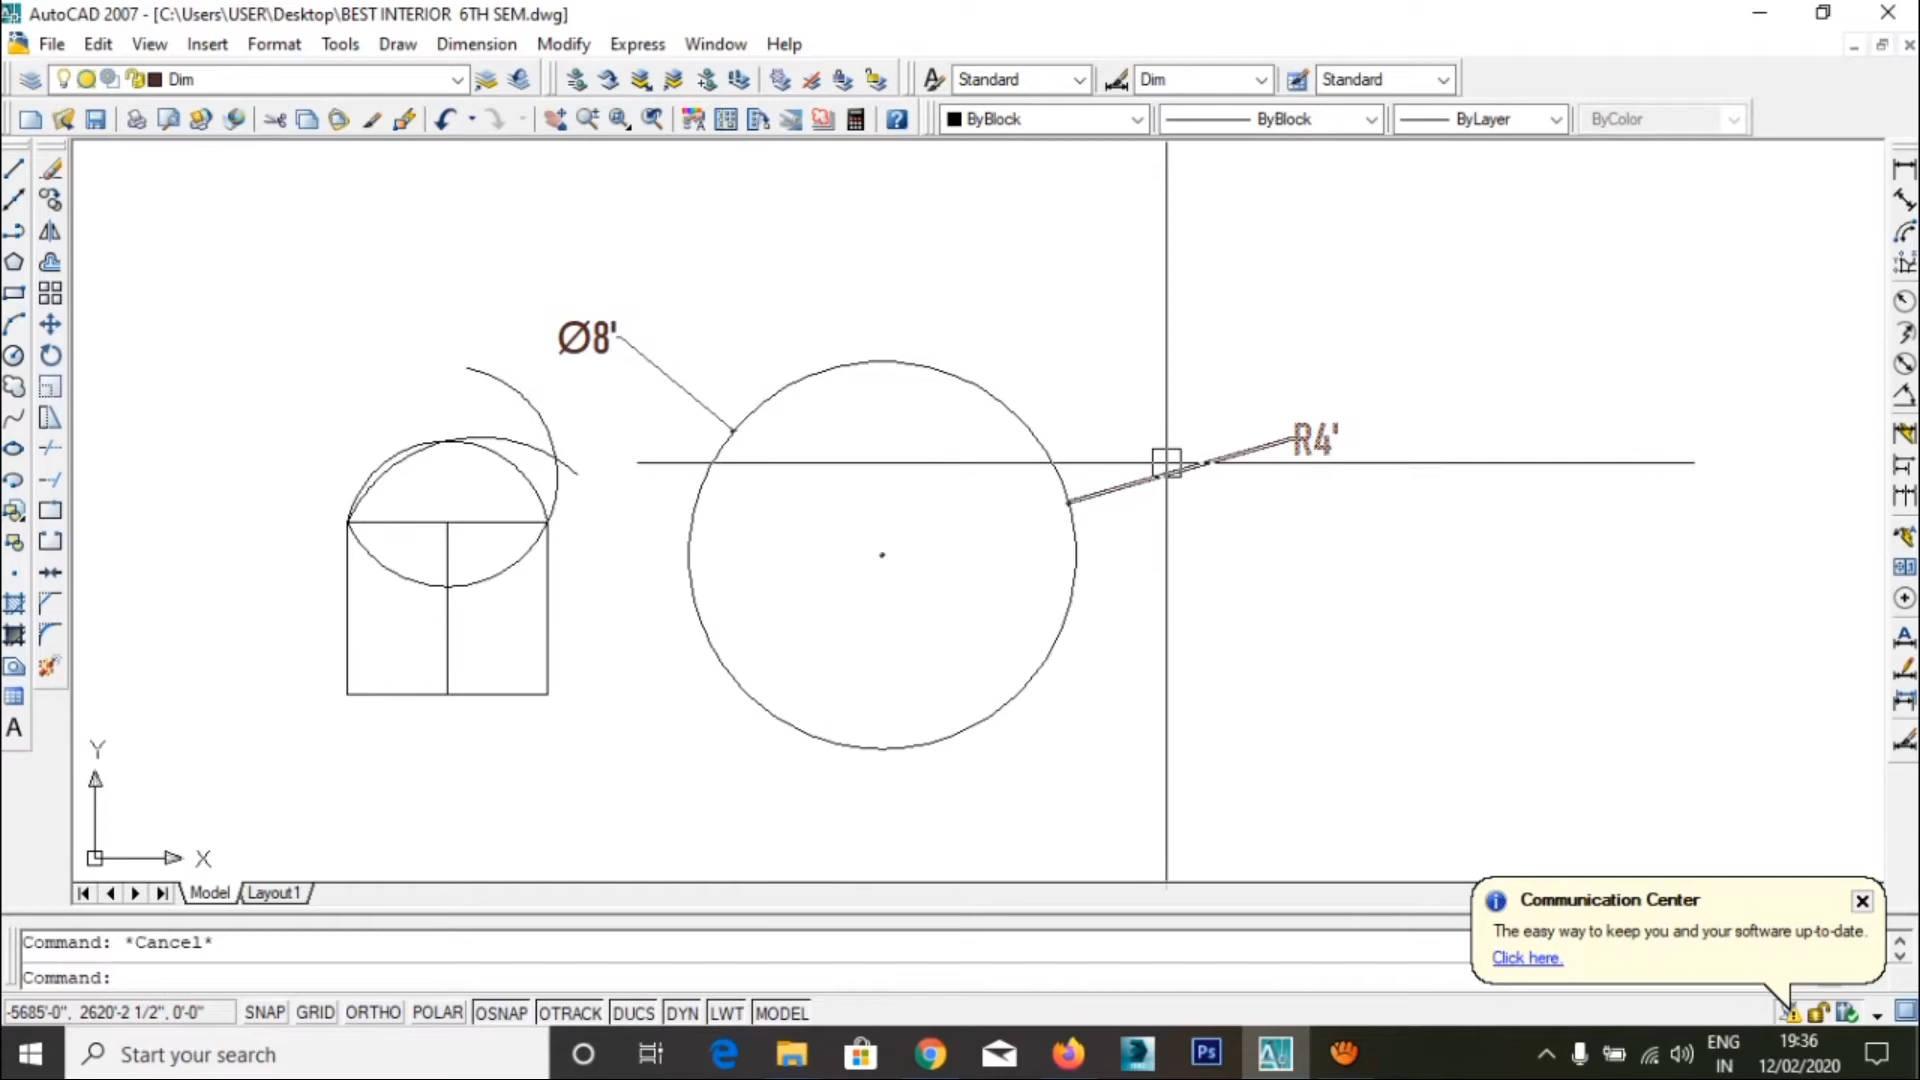 AutoCAD 2007 - [C:\Users\USER\Desktop\BEST INTERIOR  6TH SEM.dwg]
File Edit View Insert Format Tools Draw Dimension Modify Express Window Help
Dim Standard Dim Standard
ByBlock ByBlock ByLayer ByColor
Ø8'
R4'
A
Y
X
Model Layout1
Communication Center
The easy way to keep you and your software up-to-date.
Click here.
Command: *Cancel*
Command:
-5685'-0", 2620'-2 1/2", 0'-0" SNAP GRID ORTHO POLAR OSNAP OTRACK DUCS DYN LWT MODEL
Start your search
Ps
ENG
IN
19:36
12/02/2020